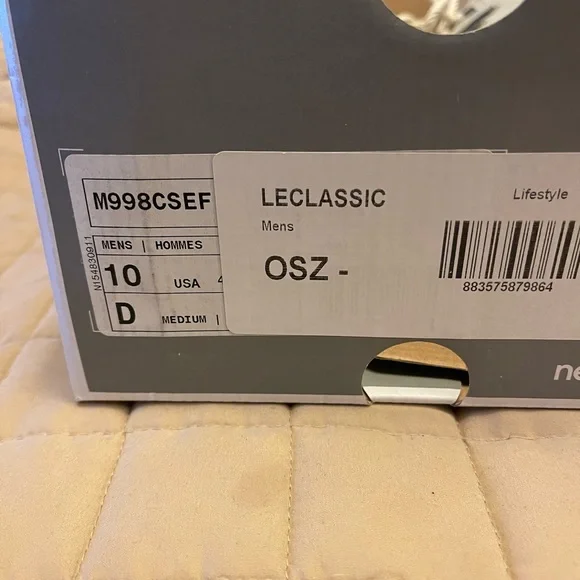 M998CSEF
MENS | HOMMES
10 USA
D MEDIUM |
N154830911
LECLASSIC
Lifestyle
Mens
OSZ -
883575879864
ne